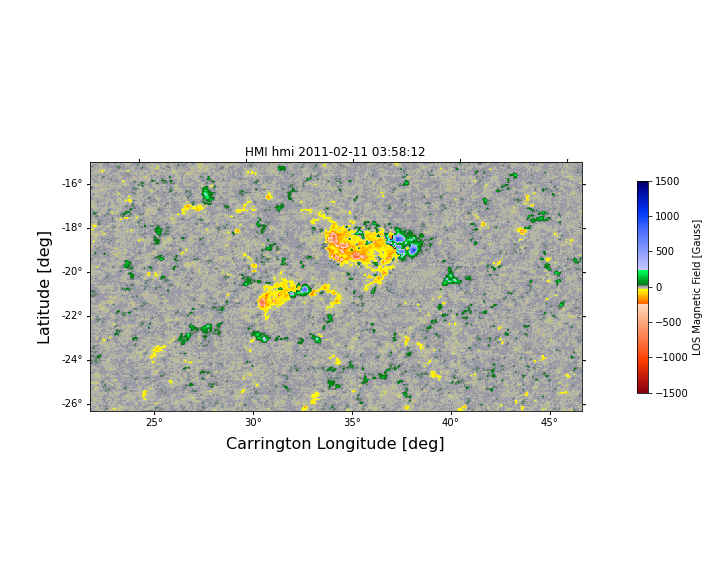 HMI hmi 2011-02-11 03:58:12
-16°
-18°
-20°
-22°
-24°
-26°
Latitude [deg]
25° 30° 35° 40° 45°
Carrington Longitude [deg]
1500
1000
500
0
−500
−1000
−1500
LOS Magnetic Field [Gauss]